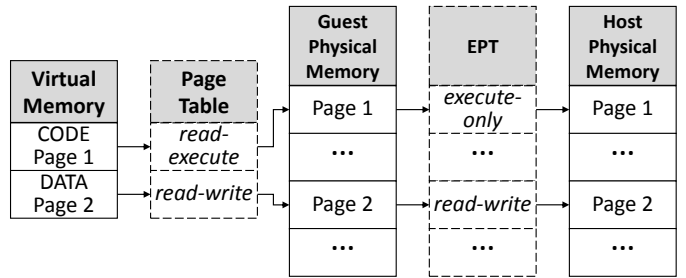 Guest
Physical
Memory
EPT
Host
Physical
Memory
Virtual
Memory
Page
Table
CODE
Page 1
read-
execute
Page 1
execute-
only
Page 1
...
...
...
DATA
Page 2
read-write
Page 2
read-write
Page 2
...
...
...